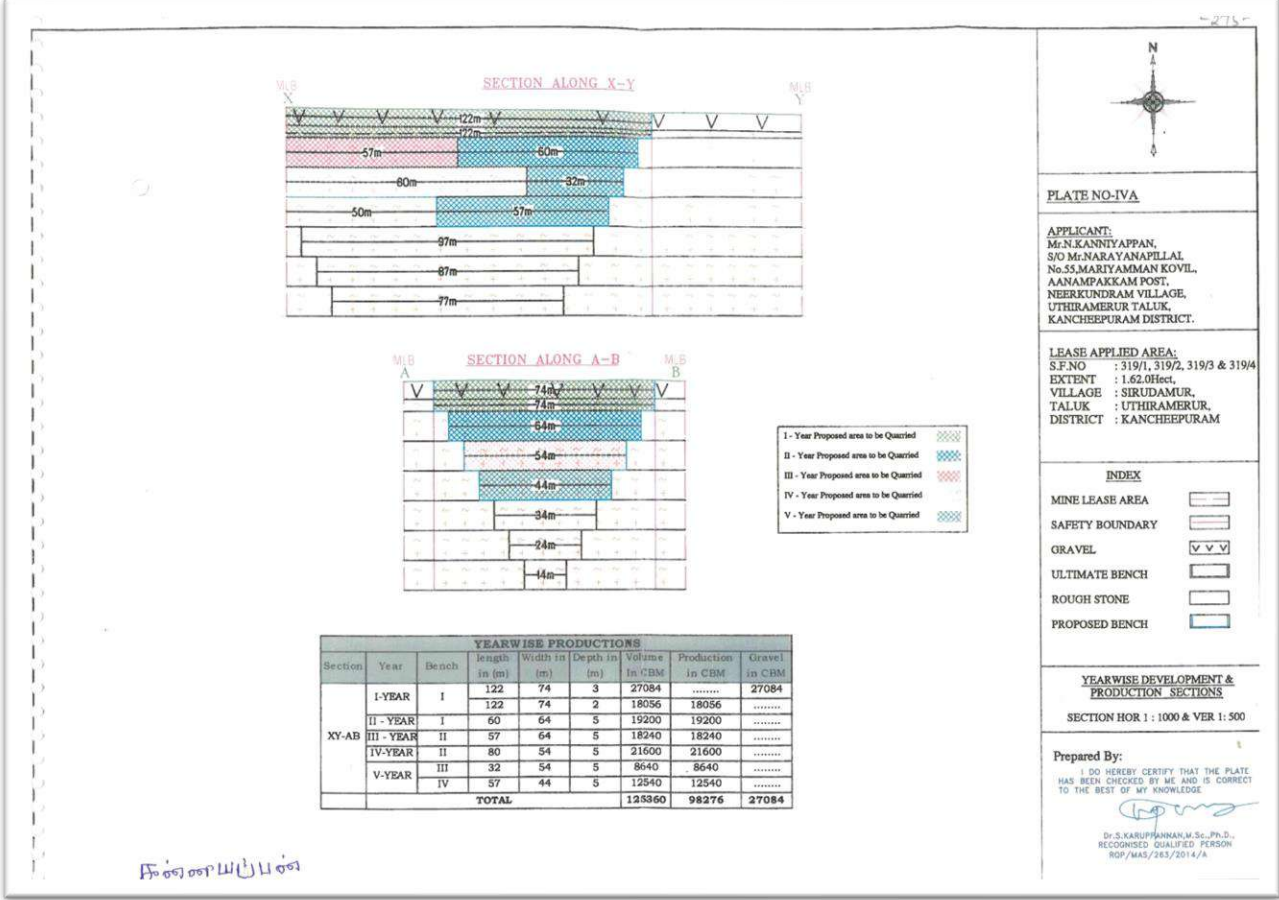 -275-
SECTION ALONG X-Y
MLB
X
MLB
Y
122m
122m
57m
60m
80m
32m
50m
57m
97m
87m
77m
SECTION ALONG A-B
MLB
A
MLB
B
74m
74m
64m
54m
44m
34m
24m
14m
I - Year Proposed area to be Quarried
II - Year Proposed area to be Quarried
III - Year Proposed area to be Quarried
IV - Year Proposed area to be Quarried
V - Year Proposed area to be Quarried
YEARWISE PRODUCTIONS
Section Year Bench length in (m) Width in (m) Depth in (m) Volume In CBM Production in CBM Gravel in CBM
XY-AB I-YEAR I 122 74 3 27084 ........ 27084
122 74 2 18056 18056 ........
II - YEAR I 60 64 5 19200 19200 ........
III - YEAR II 57 64 5 18240 18240 ........
IV-YEAR II 80 54 5 21600 21600 ........
V-YEAR III 32 54 5 8640 8640 ........
IV 57 44 5 12540 12540 ........
TOTAL 125360 98276 27084
கன்னையப்பன்
N
PLATE NO-IVA
APPLICANT:
Mr.N.KANNIYAPPAN,
S/O Mr.NARAYANAPILLAI,
No.55,MARIYAMMAN KOVIL,
AANAMPAKKAM POST,
NEERKUNDRAM VILLAGE,
UTHIRAMERUR TALUK,
KANCHEEPURAM DISTRICT.
LEASE APPLIED AREA:
S.F.NO : 319/1, 319/2, 319/3 & 319/4
EXTENT : 1.62.0Hect,
VILLAGE : SIRUDAMUR,
TALUK : UTHIRAMERUR,
DISTRICT : KANCHEEPURAM
INDEX
MINE LEASE AREA
SAFETY BOUNDARY
GRAVEL
ULTIMATE BENCH
ROUGH STONE
PROPOSED BENCH
YEARWISE DEVELOPMENT &
PRODUCTION SECTIONS
SECTION HOR 1 : 1000 & VER 1: 500
Prepared By:
I DO HEREBY CERTIFY THAT THE PLATE
HAS BEEN CHECKED BY ME AND IS CORRECT
TO THE BEST OF MY KNOWLEDGE
Dr.S.KARUPPANNAN,M.Sc.,Ph.D.,
RECOGNISED QUALIFIED PERSON
RQP/MAS/263/2014/A